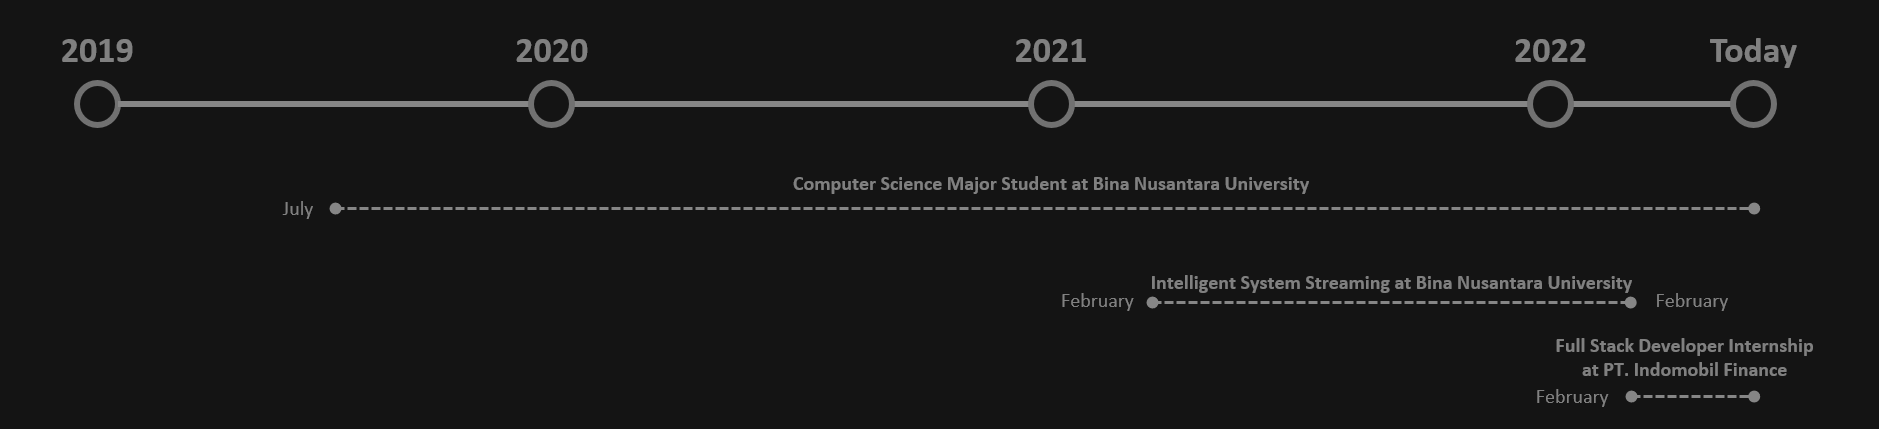 2019
2020
2021
2022
Today
Computer Science Major Student at Bina Nusantara University
July
Intelligent System Streaming at Bina Nusantara University
February
February
Full Stack Developer Internship
at PT. Indomobil Finance
February